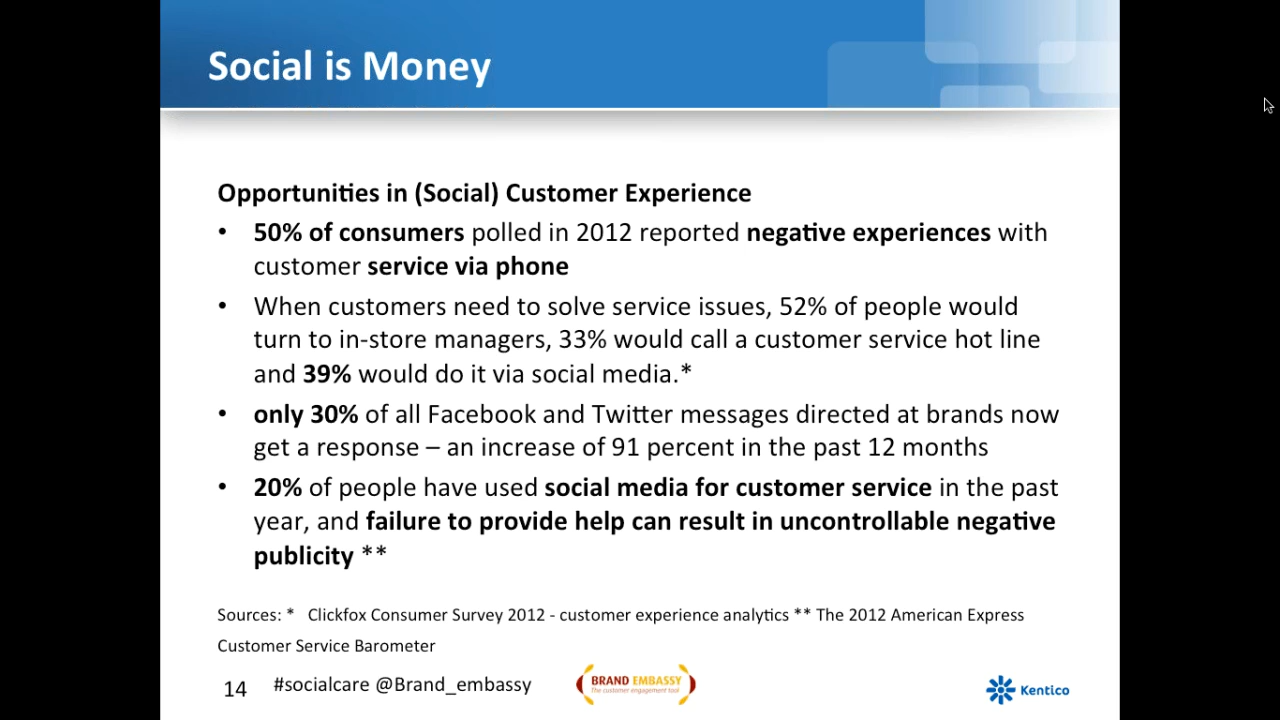 Social is Money
Opportunities in (Social) Customer Experience
• 50% of consumers polled in 2012 reported negative experiences with
customer service via phone
• When customers need to solve service issues, 52% of people would
turn to in-store managers, 33% would call a customer service hot line
and 39% would do it via social media.*
• only 30% of all Facebook and Twitter messages directed at brands now
get a response – an increase of 91 percent in the past 12 months
• 20% of people have used social media for customer service in the past
year, and failure to provide help can result in uncontrollable negative
publicity **
Sources: * Clickfox Consumer Survey 2012 - customer experience analytics ** The 2012 American Express
Customer Service Barometer
14 #socialcare @Brand_embassy
BRAND EMBASSY
The customer engagement tool
Kentico